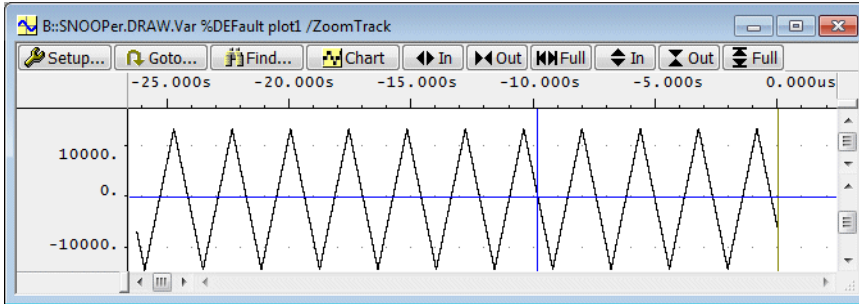 B::SNOOPer.DRAW.Var %DEFault plot1 /ZoomTrack
Setup... Goto... Find... Chart In Out Full In Out Full
-25.000s -20.000s -15.000s -10.000s -5.000s 0.000us
10000.
0.
-10000.